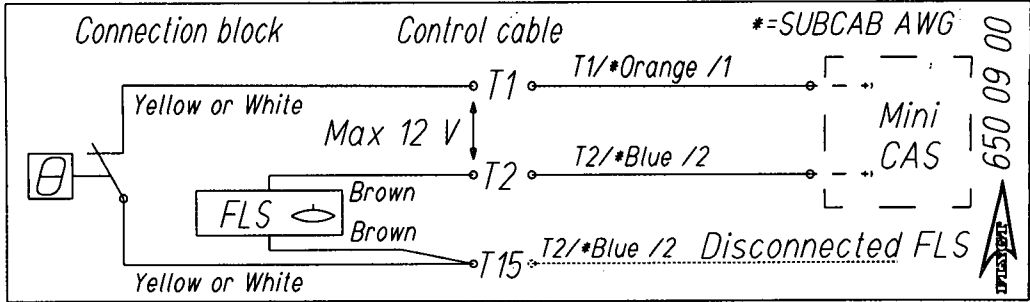 Connection block Control cable *=SUBCAB AWG
T1/*Orange /1
T1
Yellow or White
Max 12 V
Mini
CAS
θ
T2/*Blue /2
T2
Brown
FLS
Brown
T15 T2/*Blue /2 Disconnected FLS
Yellow or White
650 09 00
FLYGT